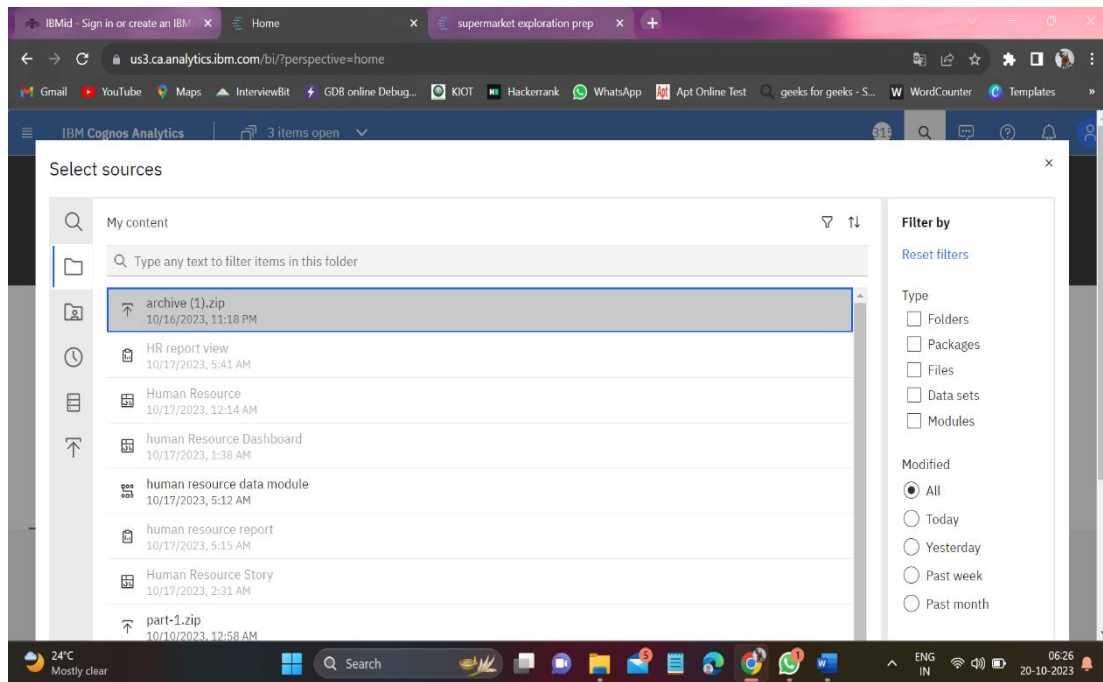 IBMid - Sign in or create an IBM
Home
supermarket exploration prep
us3.ca.analytics.ibm.com/bi/?perspective=home
Gmail YouTube Maps InterviewBit GDB online Debug... KIOT Hackerrank WhatsApp Apt Online Test geeks for geeks - S... WordCounter Templates »
IBM Cognos Analytics 3 items open
Select sources
My content
Type any text to filter items in this folder
archive (1).zip
10/16/2023, 11:18 PM
HR report view
10/17/2023, 5:41 AM
Human Resource
10/17/2023, 12:14 AM
human Resource Dashboard
10/17/2023, 1:38 AM
human resource data module
10/17/2023, 5:12 AM
human resource report
10/17/2023, 5:15 AM
Human Resource Story
10/17/2023, 2:31 AM
part-1.zip
10/10/2023, 12:58 AM
Filter by
Reset filters
Type
Folders
Packages
Files
Data sets
Modules
Modified
All
Today
Yesterday
Past week
Past month
24°C
Mostly clear
Search
ENG
IN
06:26
20-10-2023